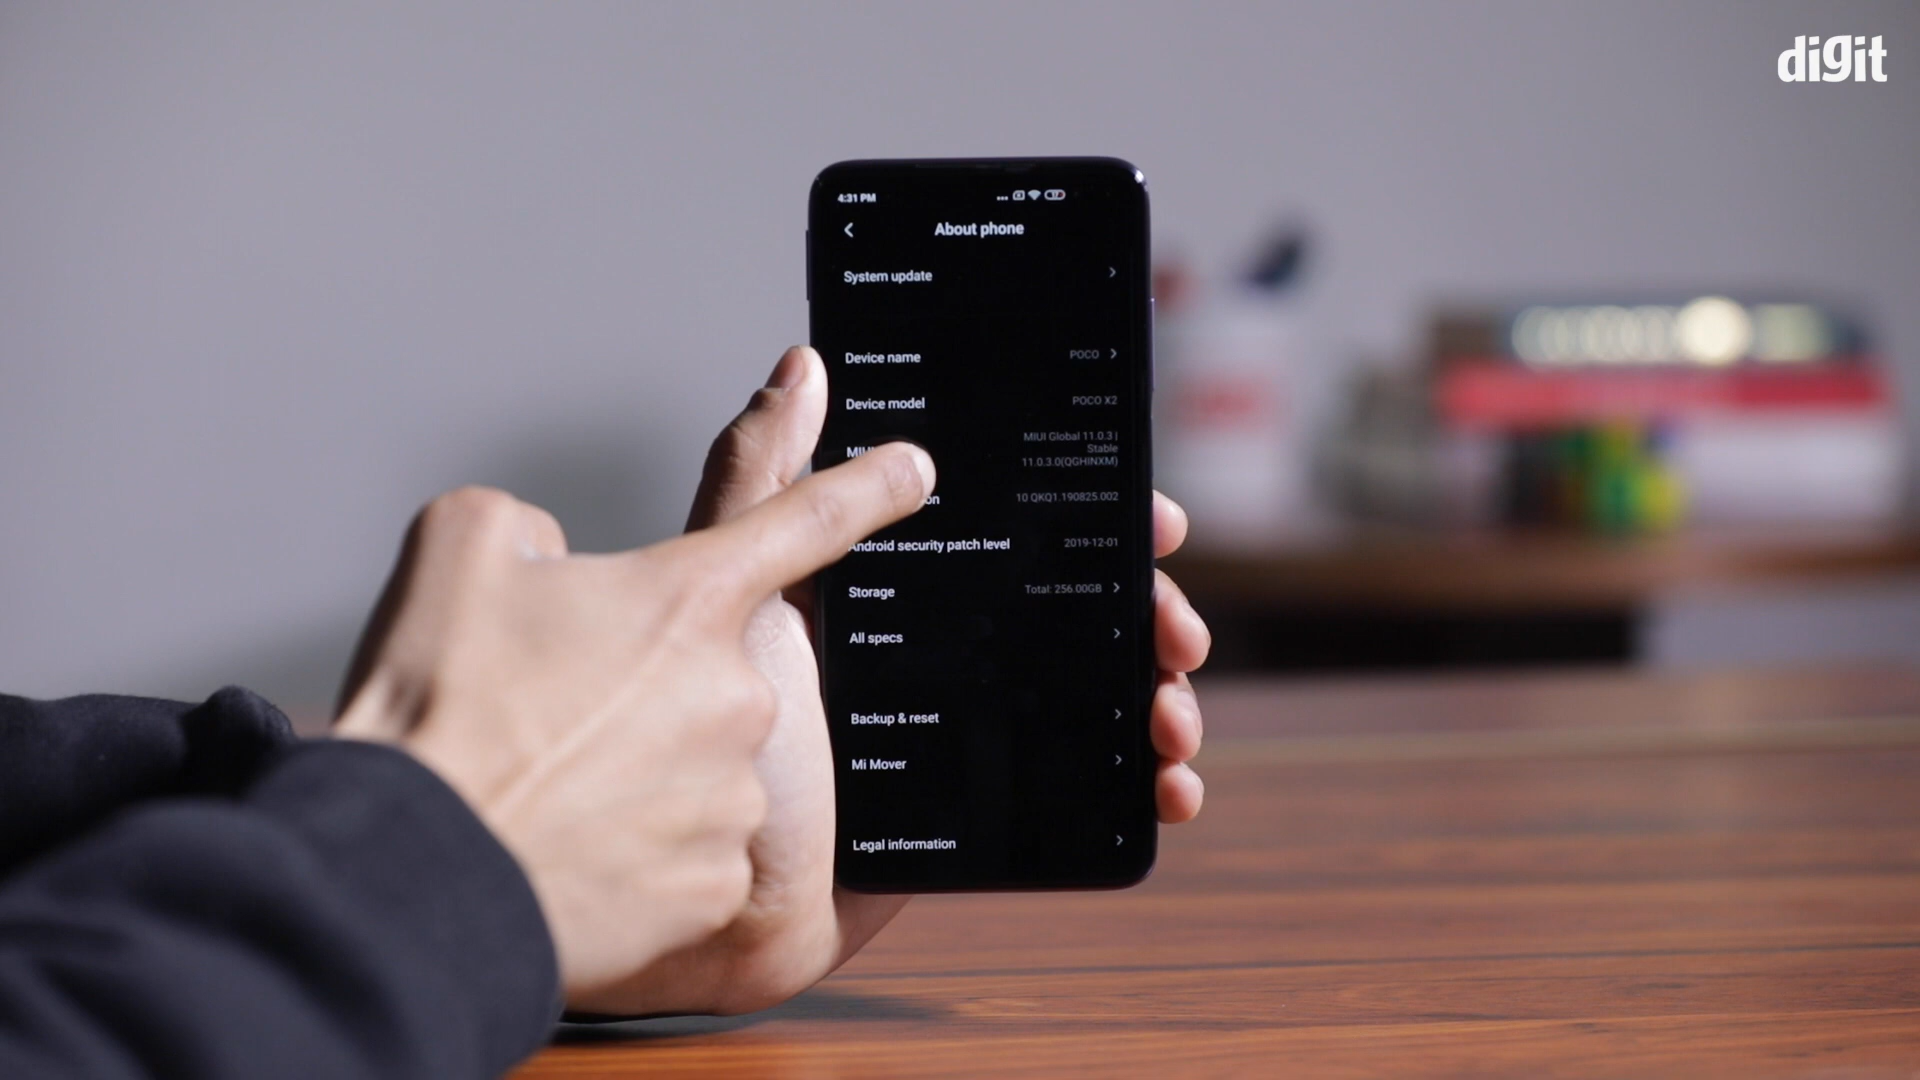 digit
4:31 PM
About phone
System update
Device name POCO
Device model POCO X2
MIUI Global 11.0.3 |
Stable
11.0.3.0(QGHINXM)
10 QKQ1.190825.002
Android security patch level 2019-12-01
Storage Total: 256.00GB
All specs
Backup & reset
Mi Mover
Legal information